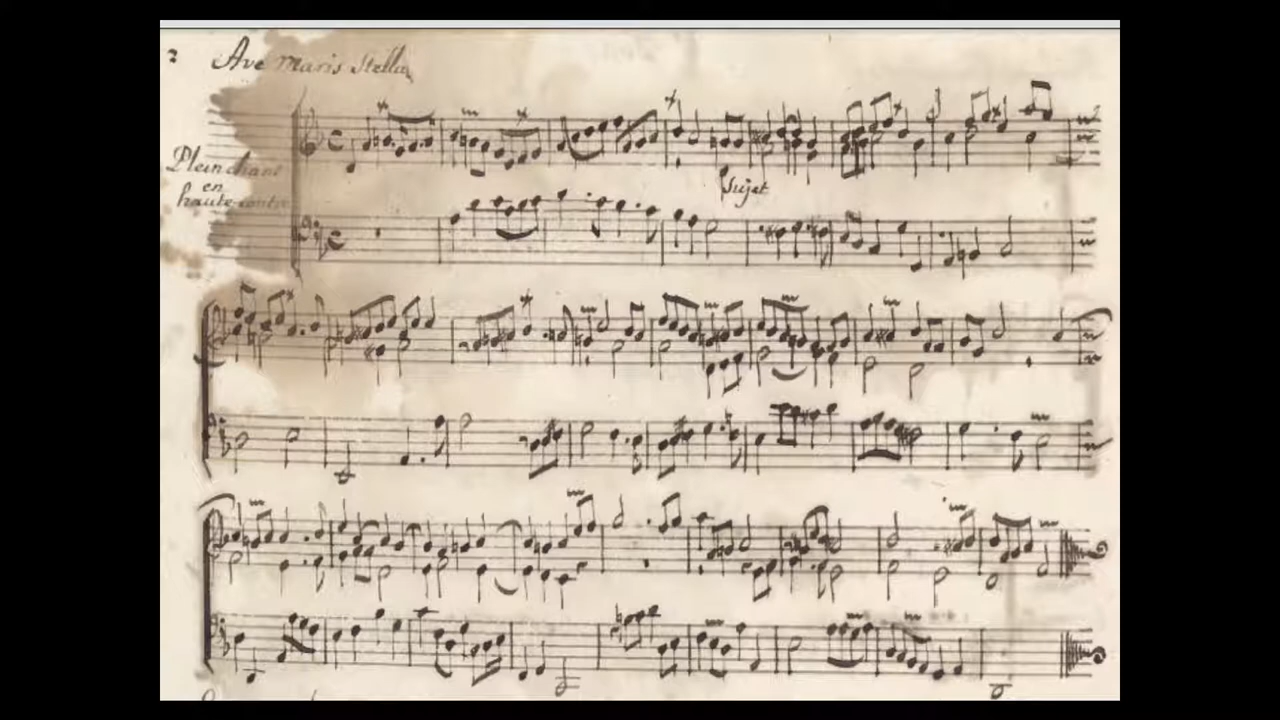 2 Ave maris stella
Plein chant
en
haute contre
Sujet